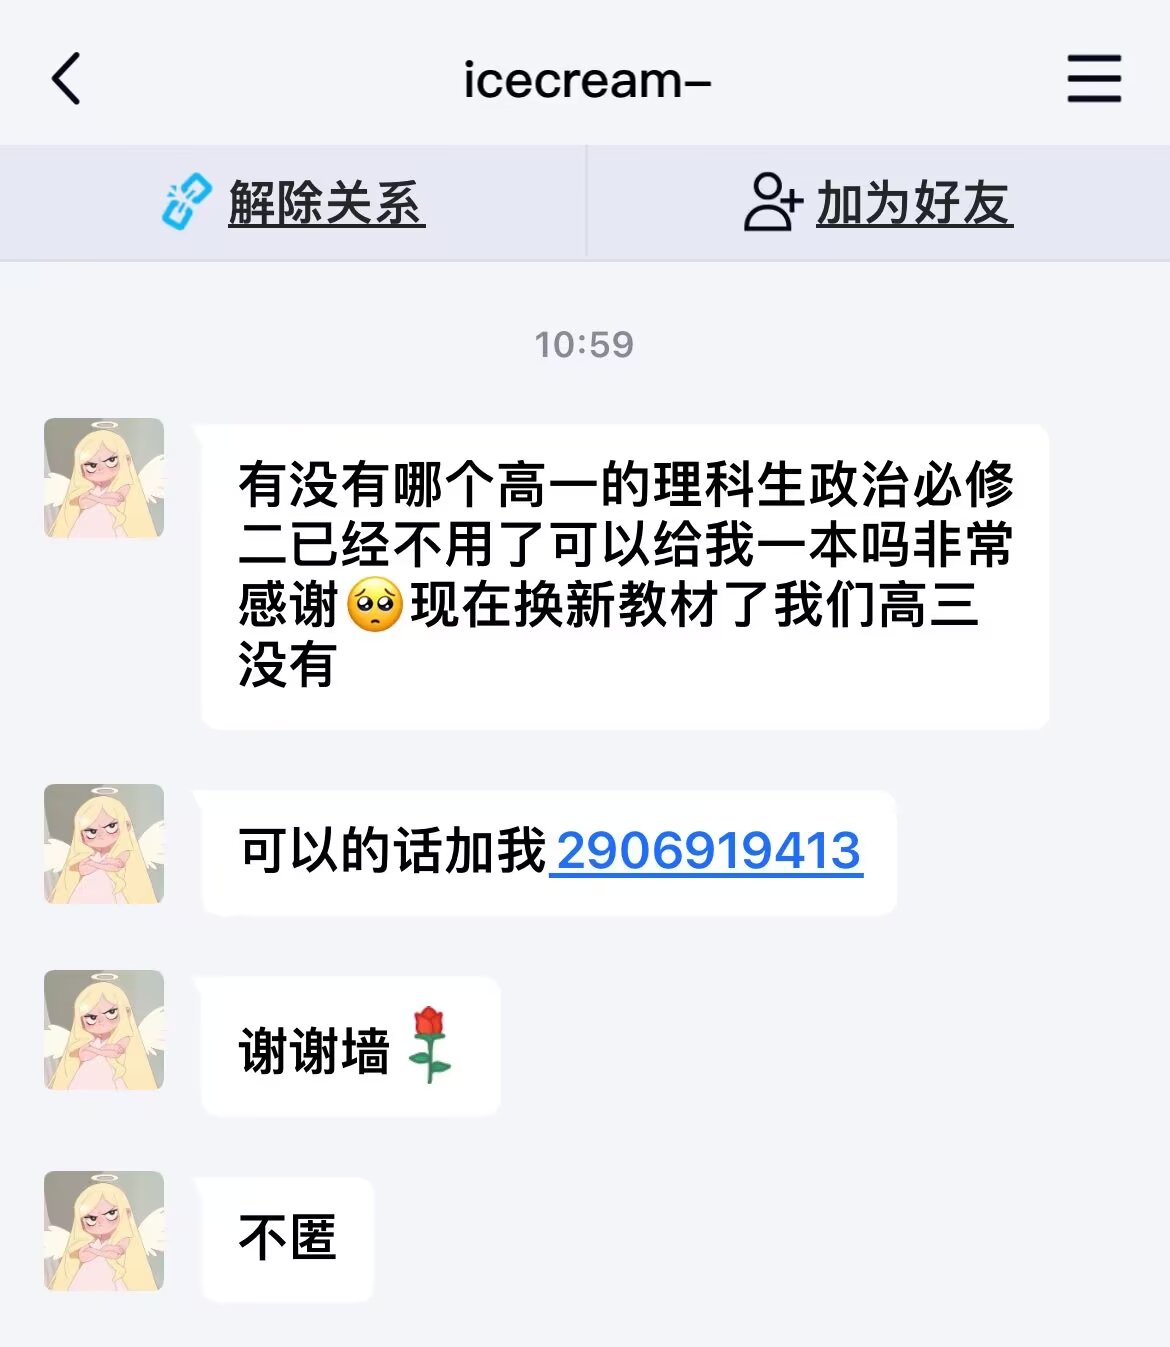 icecream–
解除关系
加为好友
10:59
有没有哪个高一的理科生政治必修
二已经不用了可以给我一本吗非常
感谢🥺现在换新教材了我们高三
没有
可以的话加我 2906919413
谢谢墙🌹
不匿